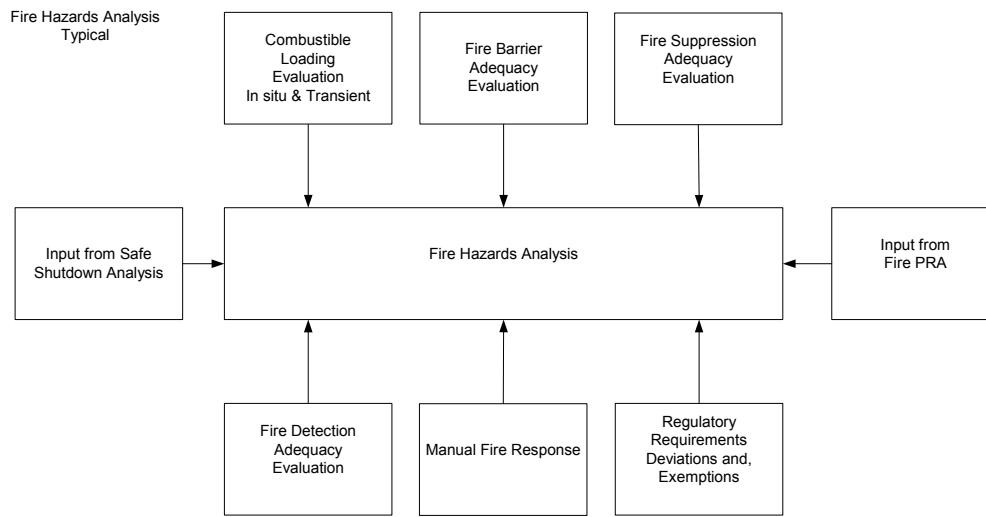 Fire Hazards Analysis
Typical
Combustible
Loading
Evaluation
In situ & Transient
Fire Barrier
Adequacy
Evaluation
Fire Suppression
Adequacy
Evaluation
Input from Safe
Shutdown Analysis
Fire Hazards Analysis
Input from
Fire PRA
Fire Detection
Adequacy
Evaluation
Manual Fire Response
Regulatory
Requirements
Deviations and,
Exemptions